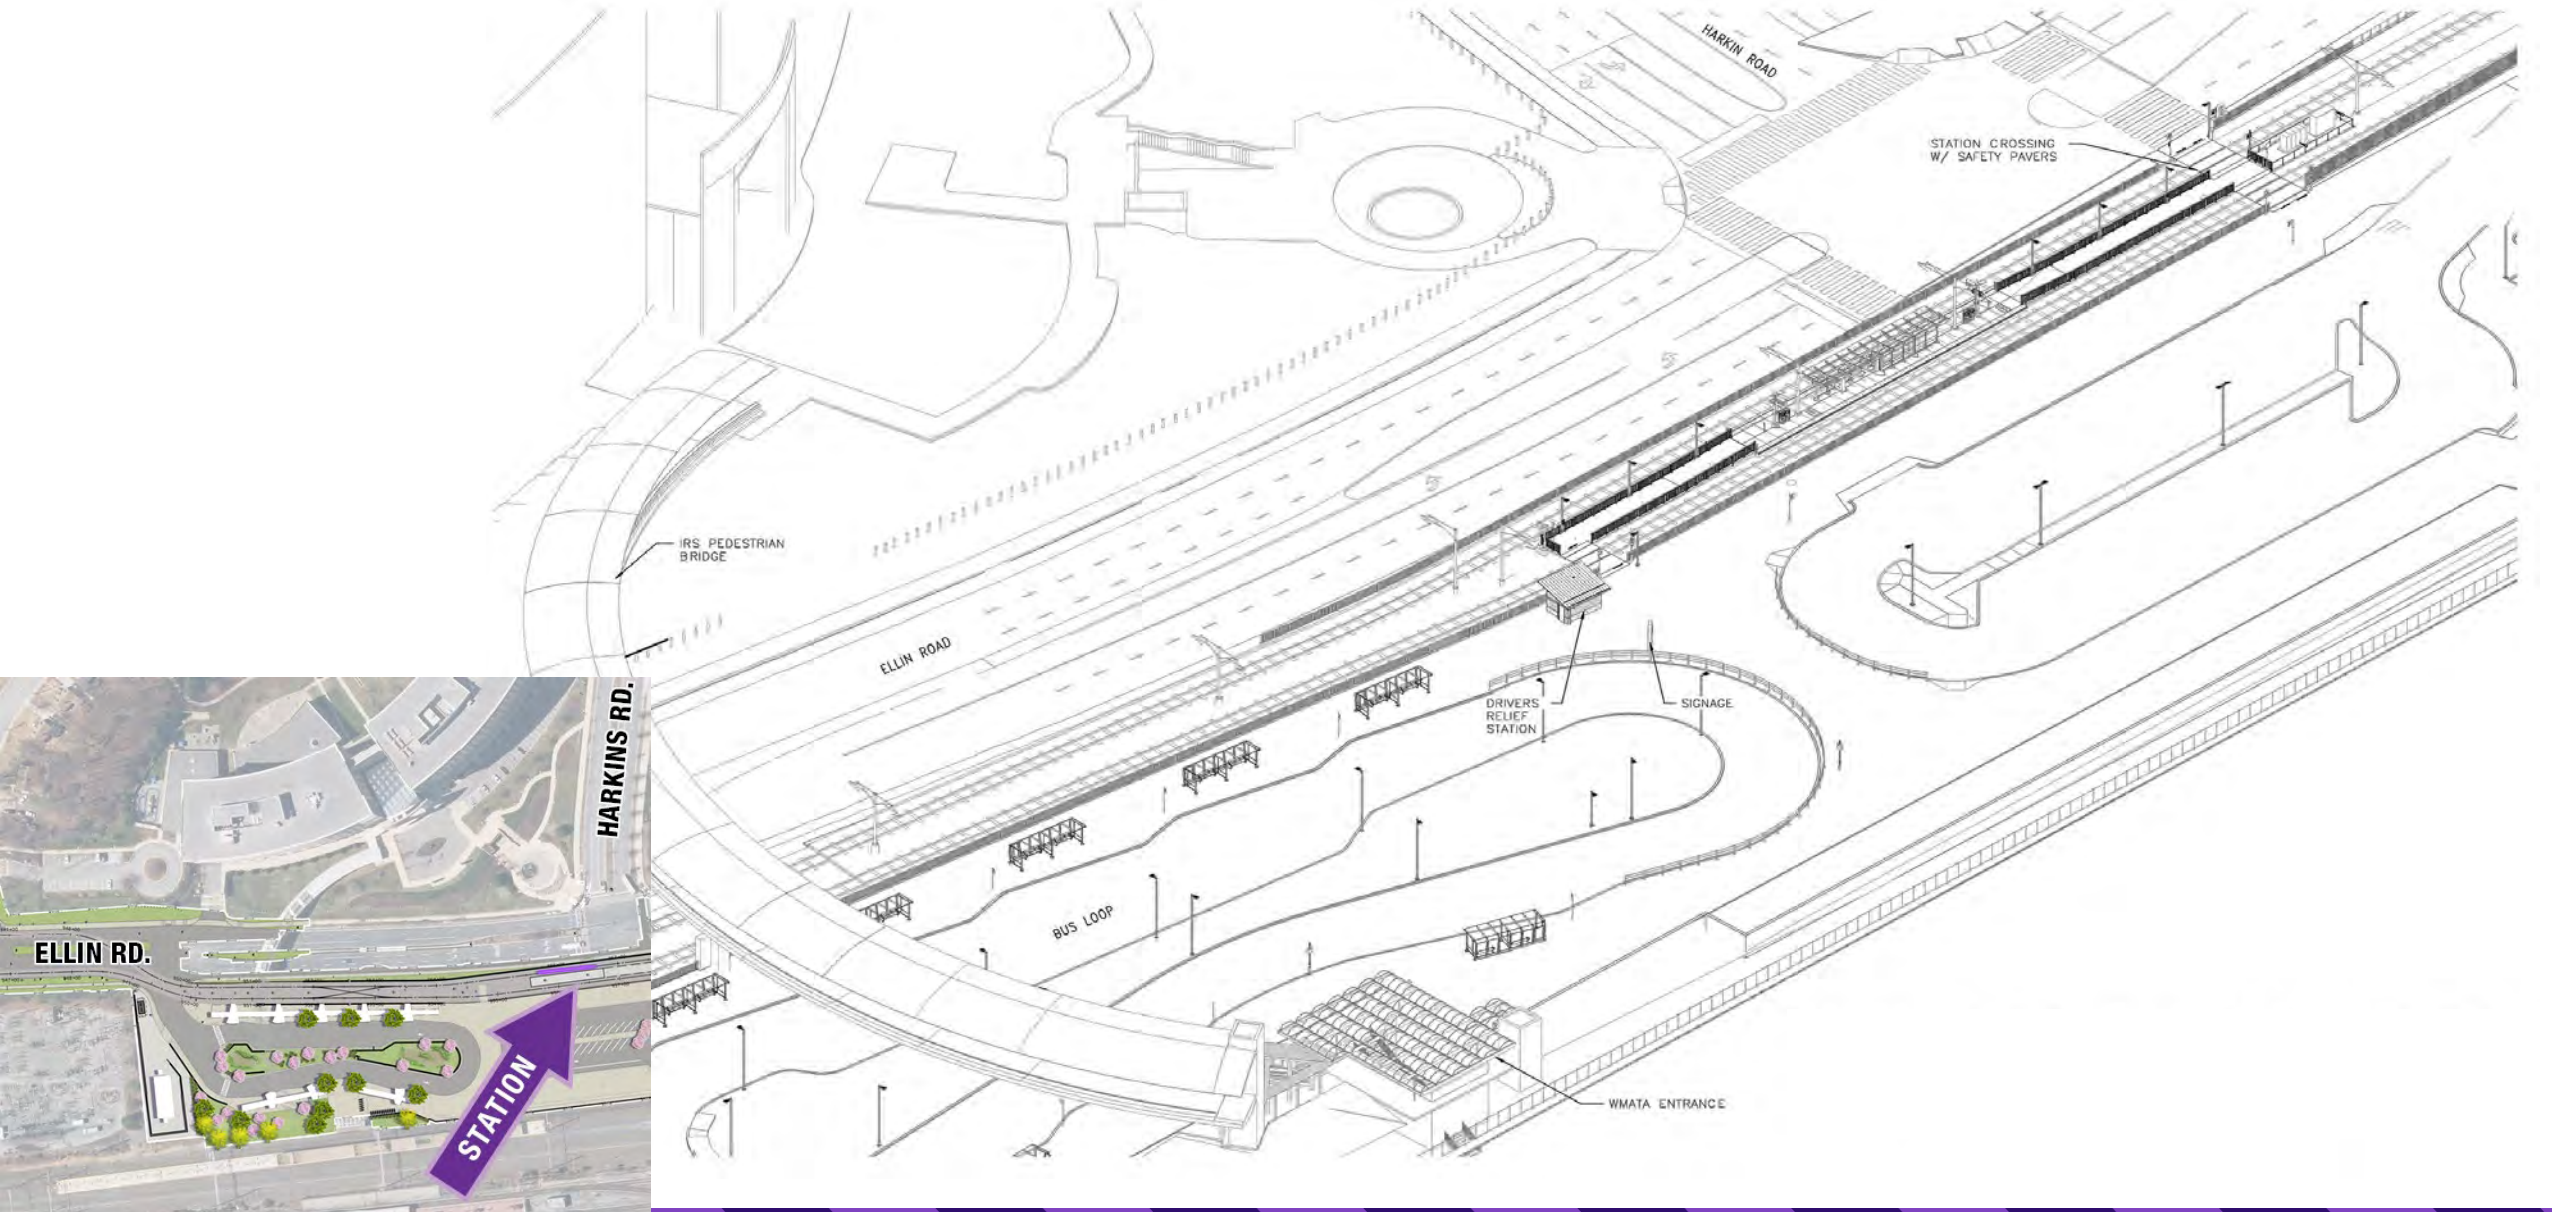 HARKIN ROAD
STATION CROSSING
W/ SAFETY PAVERS
IRS PEDESTRIAN
BRIDGE
ELLIN ROAD
DRIVERS
RELIEF
STATION
SIGNAGE
BUS LOOP
WMATA ENTRANCE
HARKINS RD.
ELLIN RD.
STATION